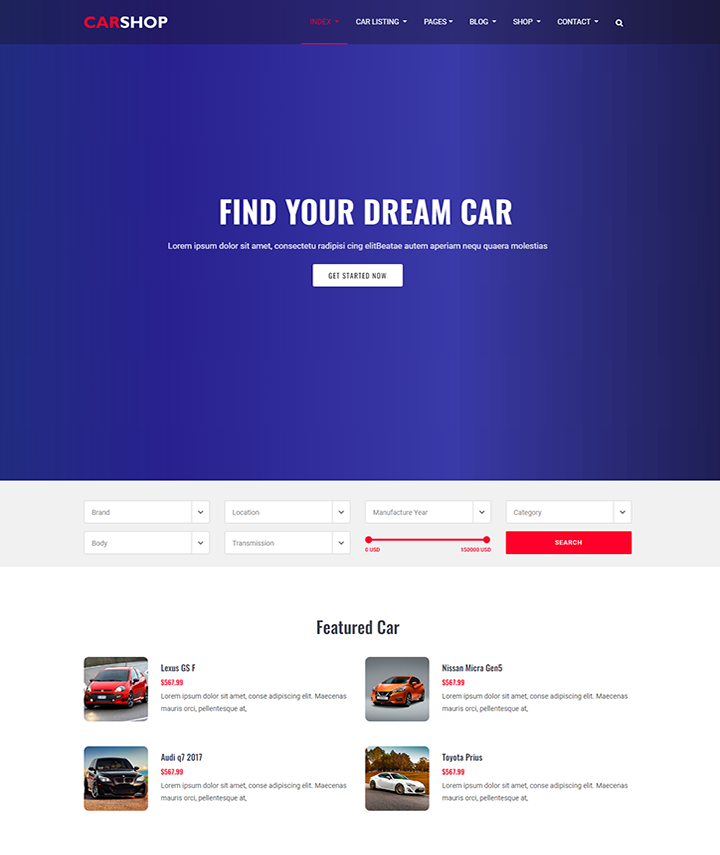 CARSHOP
INDEX CAR LISTING PAGES BLOG SHOP CONTACT
FIND YOUR DREAM CAR
Lorem ipsum dolor sit amet, consectetu radipisi cing elitBeatae autem aperiam nequ quaera molestias
GET STARTED NOW
Brand Location Manufacture Year Category
Body Transmission SEARCH
0 USD 150000 USD
Featured Car
Lexus GS F
$567.99
Lorem ipsum dolor sit amet, conse adipiscing elit. Maecenas
mauris orci, pellentesque at,
Nissan Micra Gen5
$567.99
Lorem ipsum dolor sit amet, conse adipiscing elit. Maecenas
mauris orci, pellentesque at,
Audi q7 2017
$567.99
Lorem ipsum dolor sit amet, conse adipiscing elit. Maecenas
mauris orci, pellentesque at,
Toyota Prius
$567.99
Lorem ipsum dolor sit amet, conse adipiscing elit. Maecenas
mauris orci, pellentesque at,